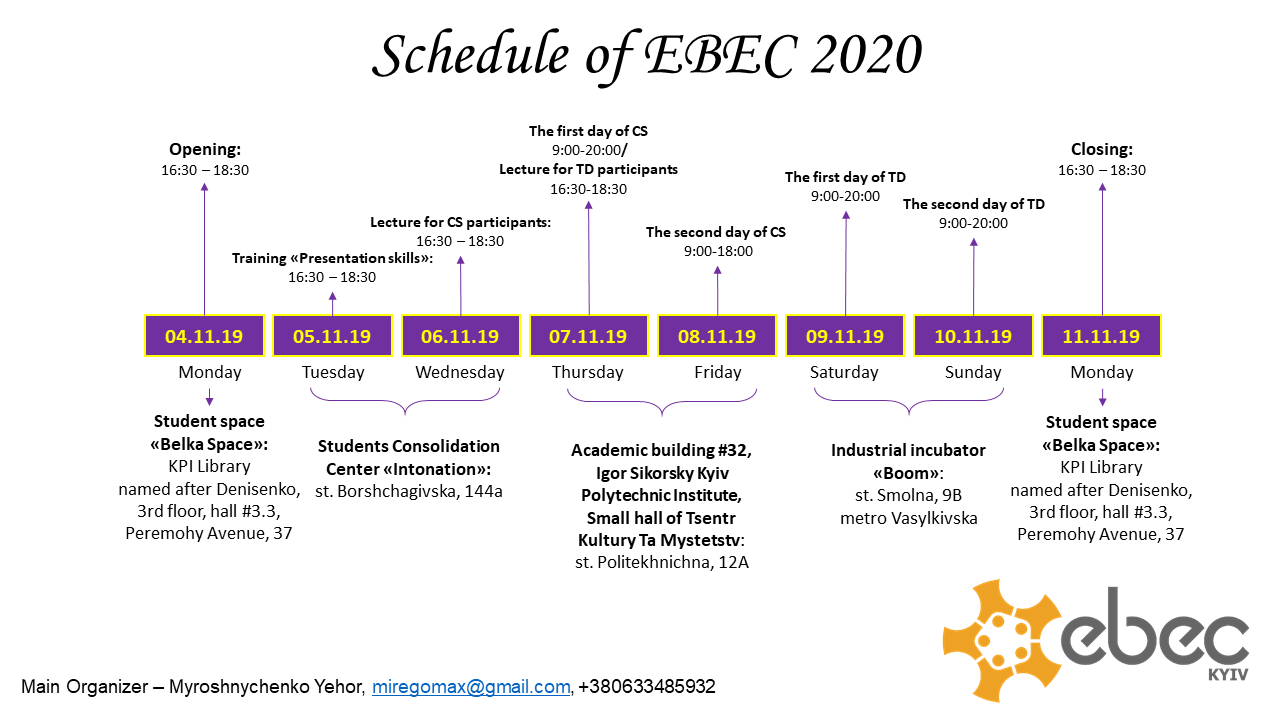 Schedule of EBEC 2020
Opening:
16:30 – 18:30
Training «Presentation skills»:
16:30 – 18:30
Lecture for CS participants:
16:30 – 18:30
The first day of CS
9:00-20:00/
Lecture for TD participants
16:30-18:30
The second day of CS
9:00-18:00
The first day of TD
9:00-20:00
The second day of TD
9:00-20:00
Closing:
16:30 – 18:30
04.11.19
05.11.19
06.11.19
07.11.19
08.11.19
09.11.19
10.11.19
11.11.19
Monday
Tuesday
Wednesday
Thursday
Friday
Saturday
Sunday
Monday
Student space
«Belka Space»:
KPI Library
named after Denisenko,
3rd floor, hall #3.3,
Peremohy Avenue, 37
Students Consolidation
Center «Intonation»:
st. Borshchagivska, 144a
Academic building #32,
Igor Sikorsky Kyiv
Polytechnic Institute,
Small hall of Tsentr
Kultury Ta Mystetstv:
st. Politekhnichna, 12A
Industrial incubator
«Boom»:
st. Smolna, 9B
metro Vasylkivska
Student space
«Belka Space»:
KPI Library
named after Denisenko,
3rd floor, hall #3.3,
Peremohy Avenue, 37
ebec
KYIV
Main Organizer – Myroshnychenko Yehor, miregomax@gmail.com, +380633485932